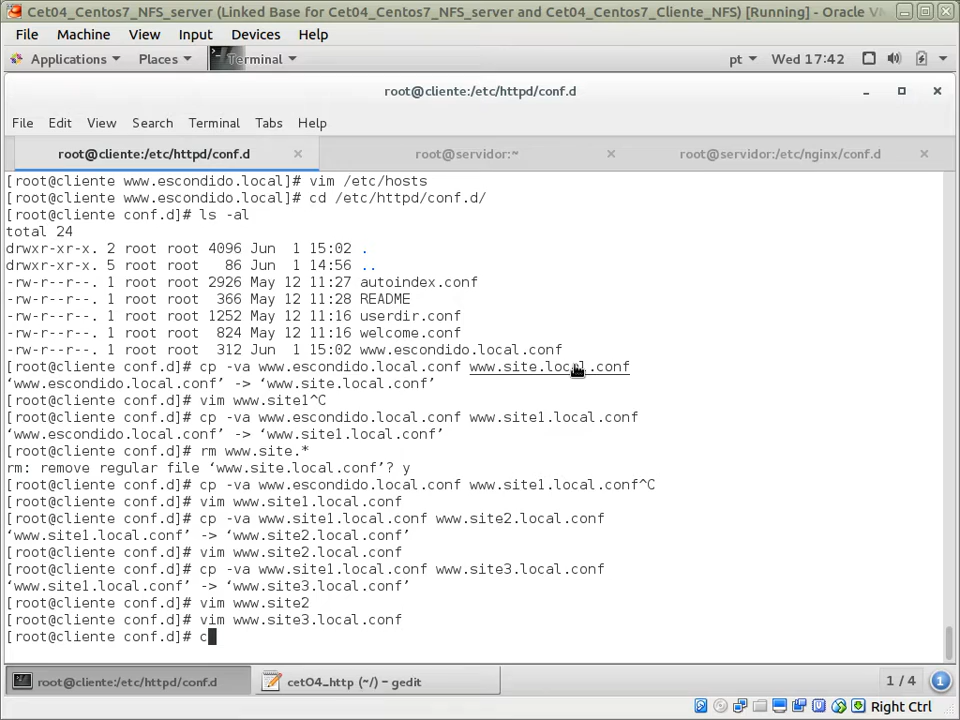 Cet04_Centos7_NFS_server (Linked Base for Cet04_Centos7_NFS_server and Cet04_Centos7_Cliente_NFS) [Running] - Oracle V
File Machine View Input Devices Help
Applications Places Terminal pt Wed 17:42
root@cliente:/etc/httpd/conf.d
File Edit View Search Terminal Tabs Help
root@cliente:/etc/httpd/conf.d root@servidor:~ root@servidor:/etc/nginx/conf.d
[root@cliente www.escondido.local]# vim /etc/hosts
[root@cliente www.escondido.local]# cd /etc/httpd/conf.d/
[root@cliente conf.d]# ls -al
total 24
drwxr-xr-x. 2 root root 4096 Jun  1 15:02 .
drwxr-xr-x. 5 root root   86 Jun  1 14:56 ..
-rw-r--r--. 1 root root 2926 May 12 11:27 autoindex.conf
-rw-r--r--. 1 root root  366 May 12 11:28 README
-rw-r--r--. 1 root root 1252 May 12 11:16 userdir.conf
-rw-r--r--. 1 root root  824 May 12 11:16 welcome.conf
-rw-r--r--. 1 root root  312 Jun  1 15:02 www.escondido.local.conf
[root@cliente conf.d]# cp -va www.escondido.local.conf www.site.local.conf
‘www.escondido.local.conf’ -> ‘www.site.local.conf’
[root@cliente conf.d]# vim www.site1^C
[root@cliente conf.d]# cp -va www.escondido.local.conf www.site1.local.conf
‘www.escondido.local.conf’ -> ‘www.site1.local.conf’
[root@cliente conf.d]# rm www.site.*
rm: remove regular file ‘www.site.local.conf’? y
[root@cliente conf.d]# cp -va www.escondido.local.conf www.site1.local.conf^C
[root@cliente conf.d]# vim www.site1.local.conf
[root@cliente conf.d]# cp -va www.site1.local.conf www.site2.local.conf
‘www.site1.local.conf’ -> ‘www.site2.local.conf’
[root@cliente conf.d]# vim www.site2.local.conf
[root@cliente conf.d]# cp -va www.site1.local.conf www.site3.local.conf
‘www.site1.local.conf’ -> ‘www.site3.local.conf’
[root@cliente conf.d]# vim www.site2
[root@cliente conf.d]# vim www.site3.local.conf
[root@cliente conf.d]# c
root@cliente:/etc/httpd/conf.d cet04_http (~/) – gedit 1 / 4 1
Right Ctrl